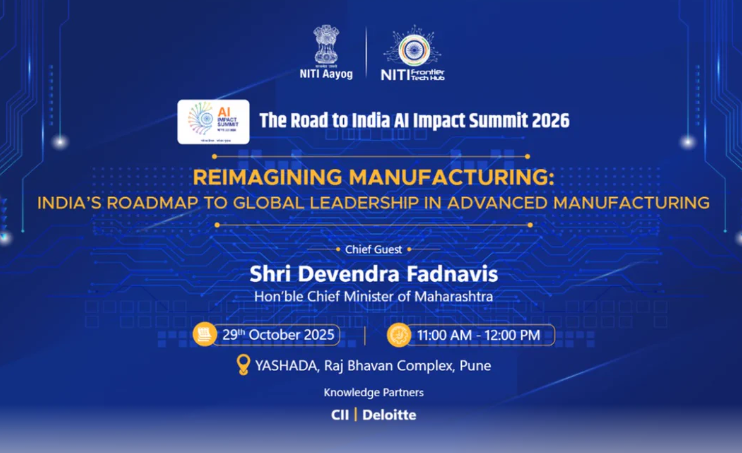 NITI Aayog
NITI Frontier Tech Hub
AI IMPACT SUMMIT
The Road to India AI Impact Summit 2026
REIMAGINING MANUFACTURING:
INDIA'S ROADMAP TO GLOBAL LEADERSHIP IN ADVANCED MANUFACTURING
Chief Guest
Shri Devendra Fadnavis
Hon'ble Chief Minister of Maharashtra
29th October 2025
11:00 AM - 12:00 PM
YASHADA, Raj Bhavan Complex, Pune
Knowledge Partners
CII | Deloitte